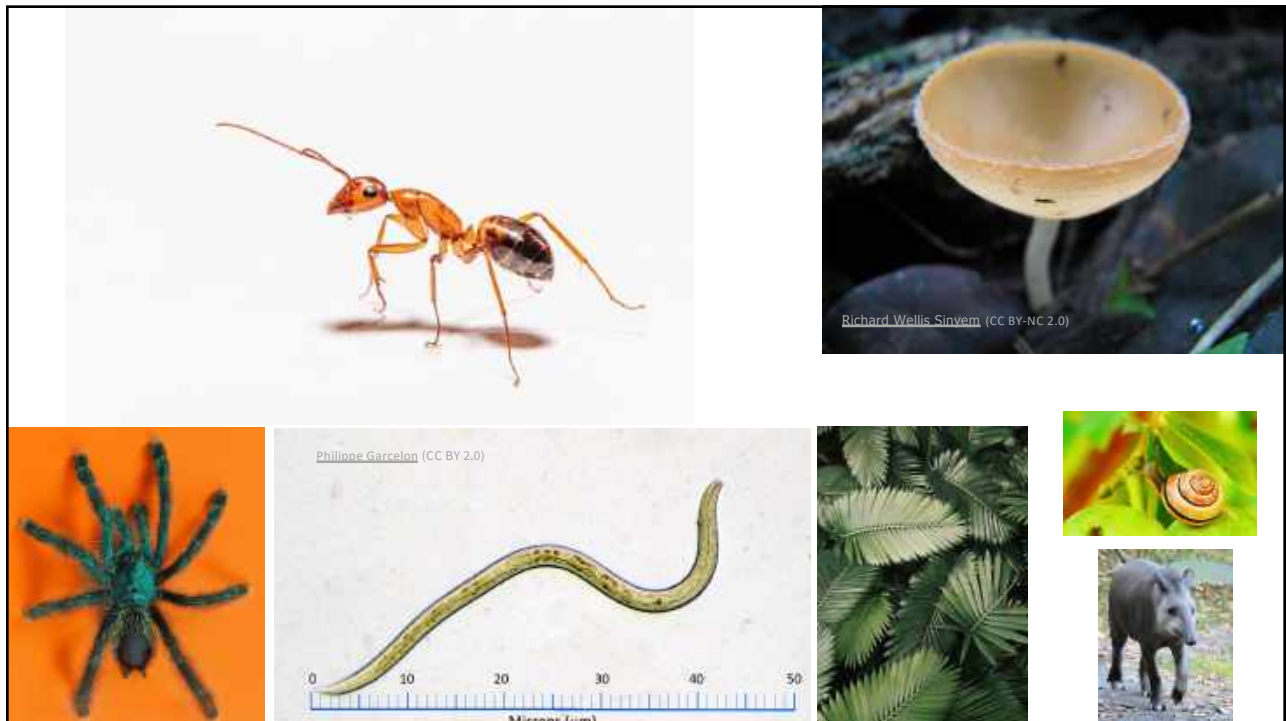 Richard Wellis Sinyem (CC BY-NC 2.0)
Philippe Garcelon (CC BY 2.0)
0 10 20 30 40 50
Microns (µm)